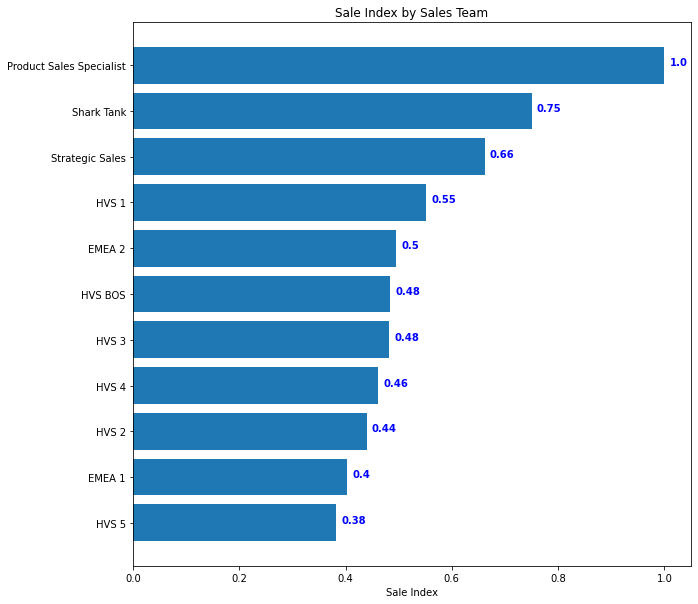 Sale Index by Sales Team
Product Sales Specialist 1.0
Shark Tank 0.75
Strategic Sales 0.66
HVS 1 0.55
EMEA 2 0.5
HVS BOS 0.48
HVS 3 0.48
HVS 4 0.46
HVS 2 0.44
EMEA 1 0.4
HVS 5 0.38
0.0 0.2 0.4 0.6 0.8 1.0
Sale Index